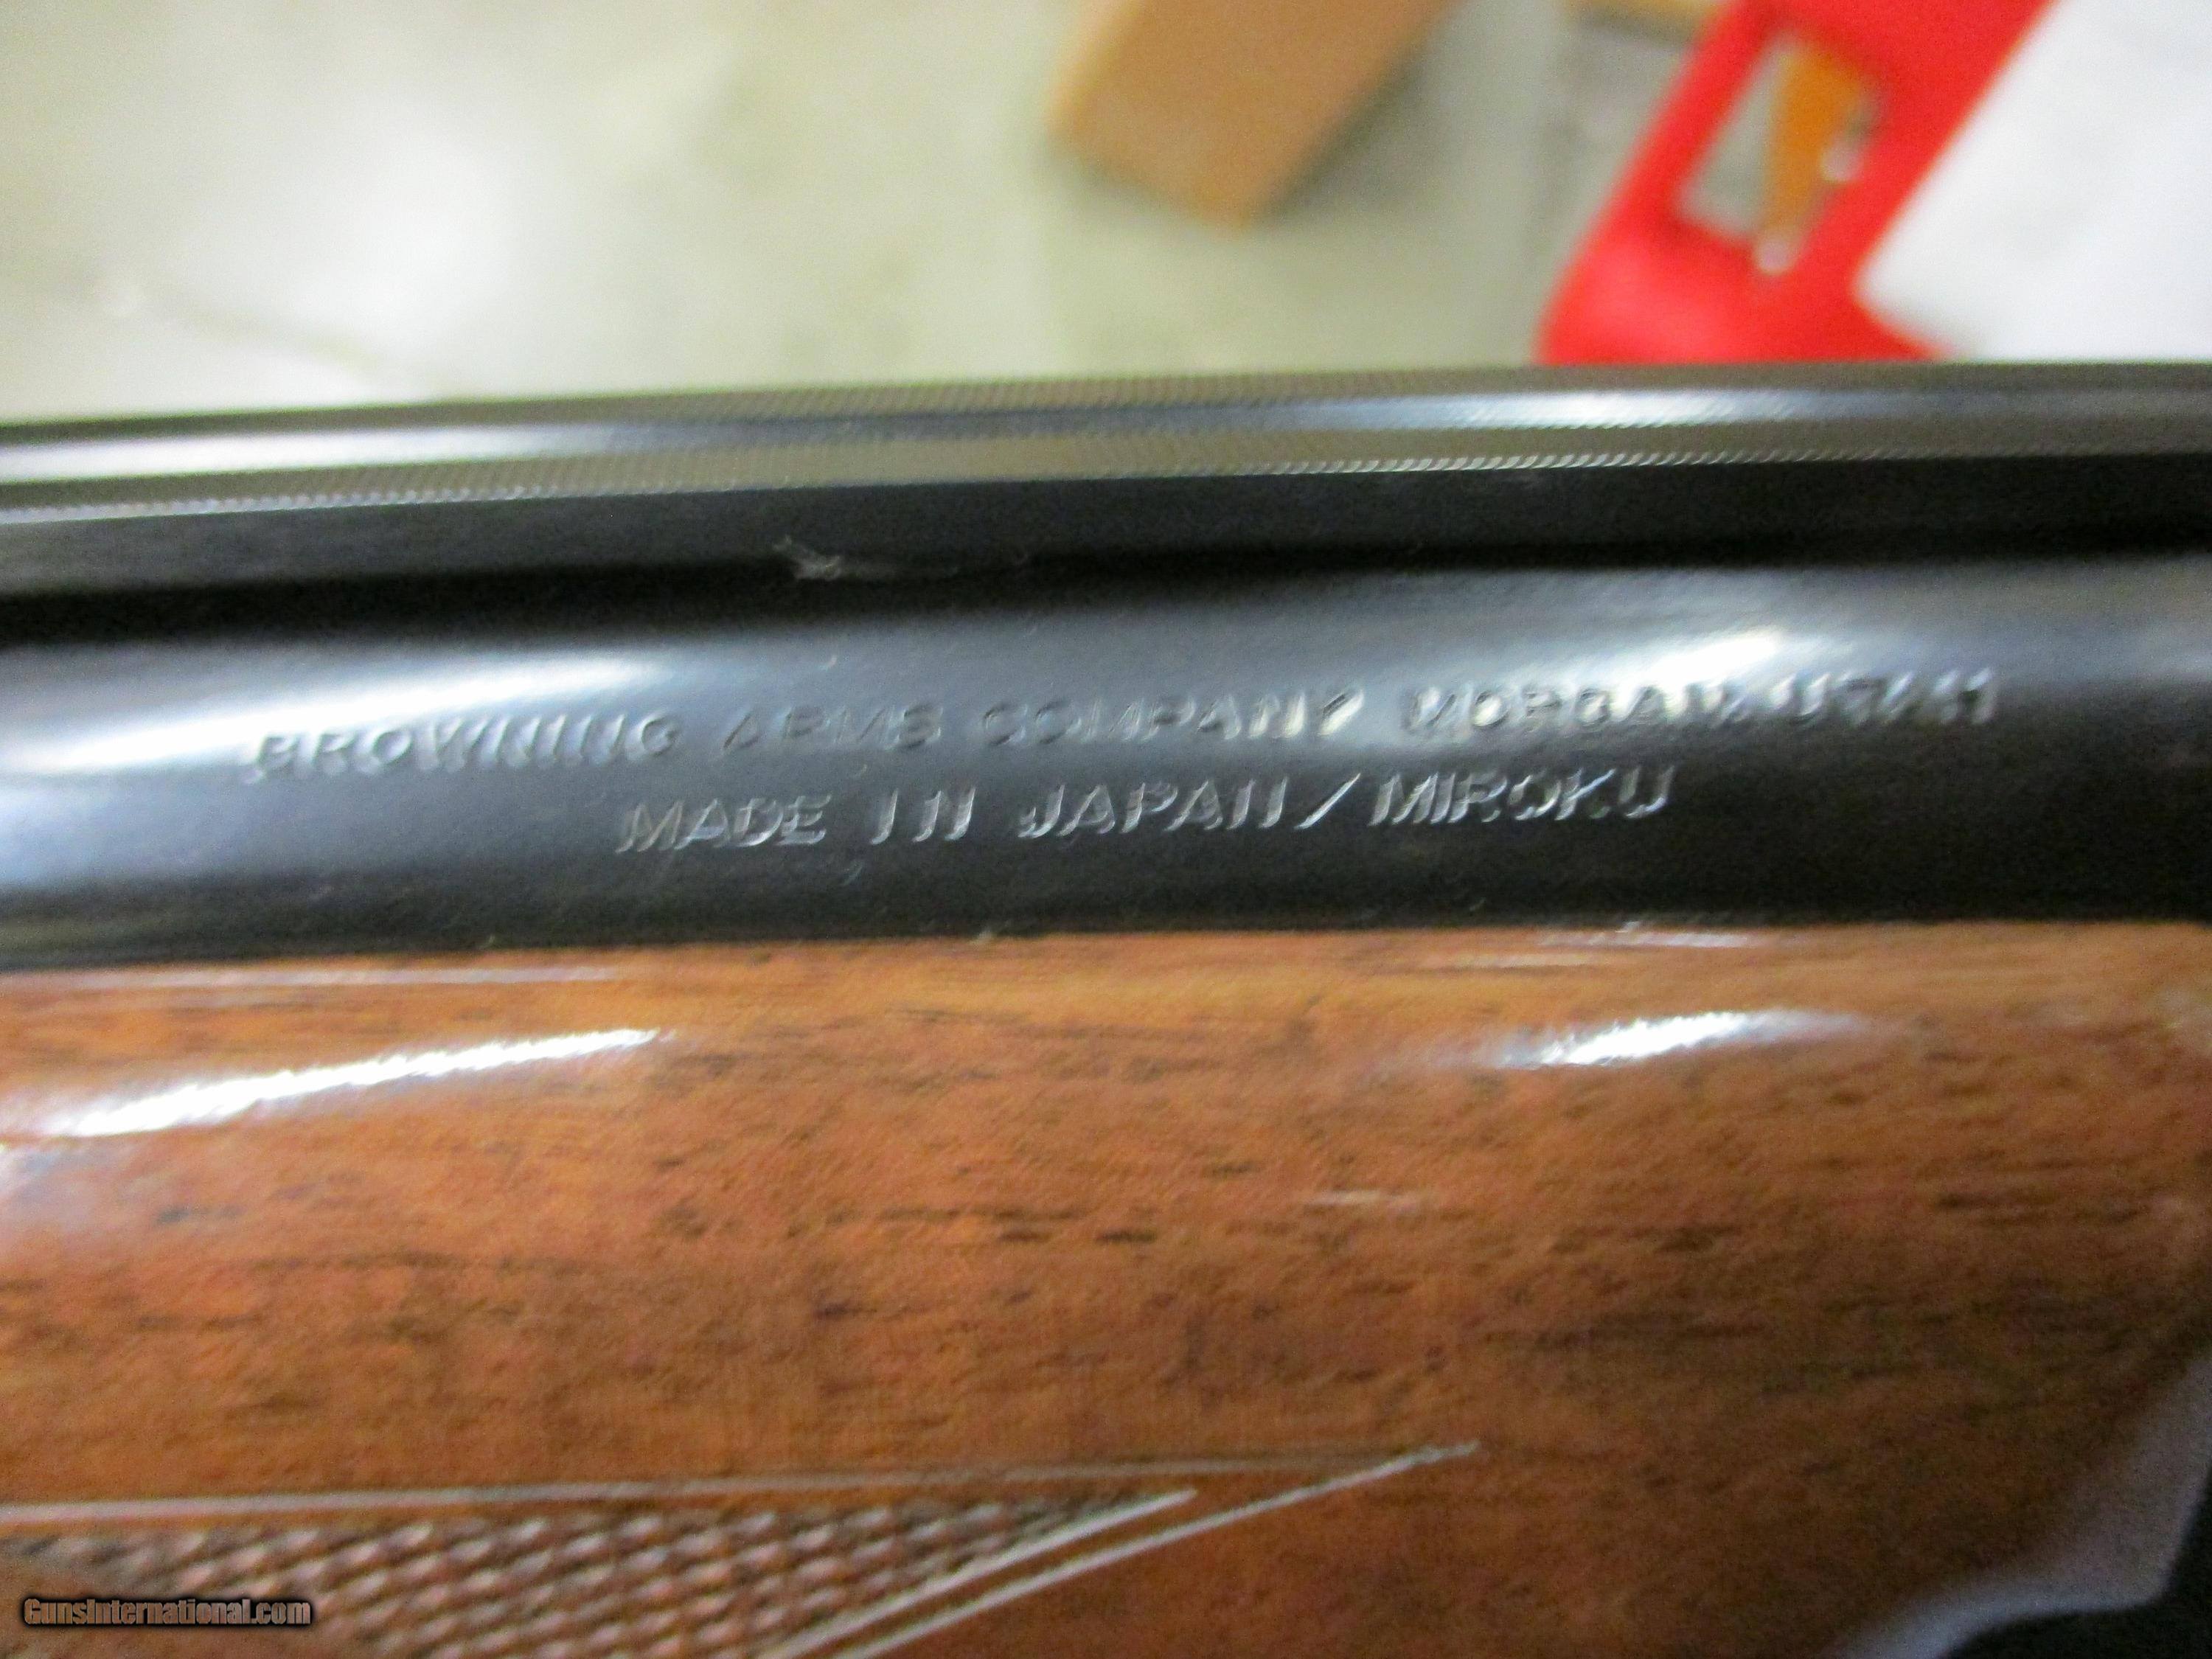 BROWNING ARMS COMPANY MORGAN, UTAH
MADE IN JAPAN/MIROKU
GunsInternational.com